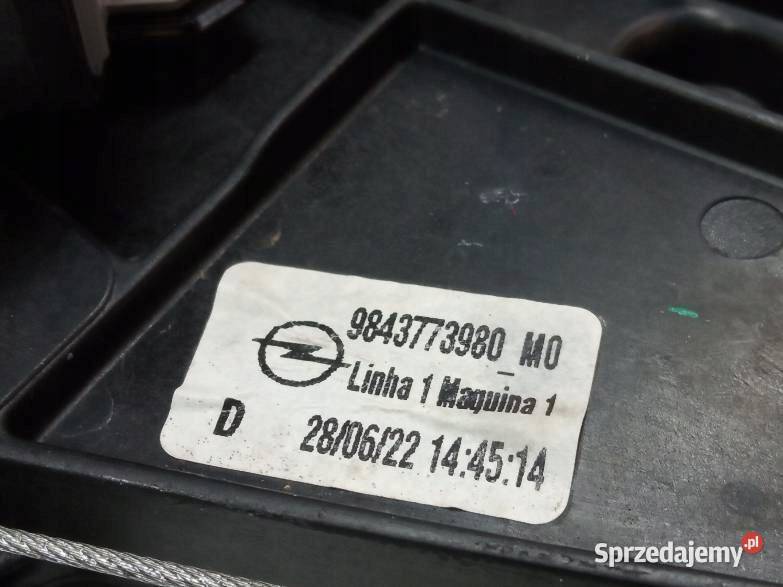 9843773980_M0
Linha 1 Maquina 1
D 28/06/22 14:45:14
Sprzedajemy.pl